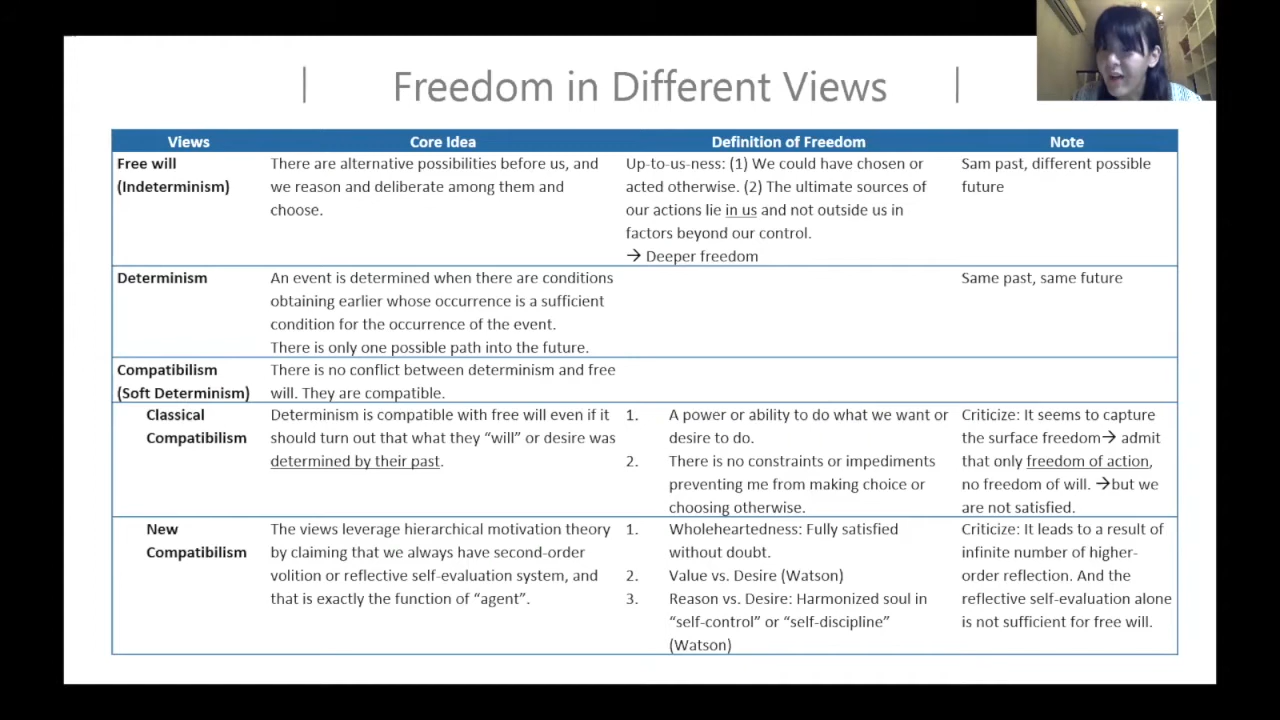 Freedom in Different Views
Views Core Idea Definition of Freedom Note
Free will
(Indeterminism)
There are alternative possibilities before us, and
we reason and deliberate among them and
choose.
Up-to-us-ness: (1) We could have chosen or
acted otherwise. (2) The ultimate sources of
our actions lie in us and not outside us in
factors beyond our control.
→ Deeper freedom
Sam past, different possible
future
Determinism
An event is determined when there are conditions
obtaining earlier whose occurrence is a sufficient
condition for the occurrence of the event.
There is only one possible path into the future.
Same past, same future
Compatibilism
(Soft Determinism)
There is no conflict between determinism and free
will. They are compatible.
Classical
Compatibilism
Determinism is compatible with free will even if it
should turn out that what they “will” or desire was
determined by their past.
1. A power or ability to do what we want or
desire to do.
2. There is no constraints or impediments
preventing me from making choice or
choosing otherwise.
Criticize: It seems to capture
the surface freedom→ admit
that only freedom of action,
no freedom of will. →but we
are not satisfied.
New
Compatibilism
The views leverage hierarchical motivation theory
by claiming that we always have second-order
volition or reflective self-evaluation system, and
that is exactly the function of “agent”.
1. Wholeheartedness: Fully satisfied
without doubt.
2. Value vs. Desire (Watson)
3. Reason vs. Desire: Harmonized soul in
“self-control” or “self-discipline”
(Watson)
Criticize: It leads to a result of
infinite number of higher-
order reflection. And the
reflective self-evaluation alone
is not sufficient for free will.